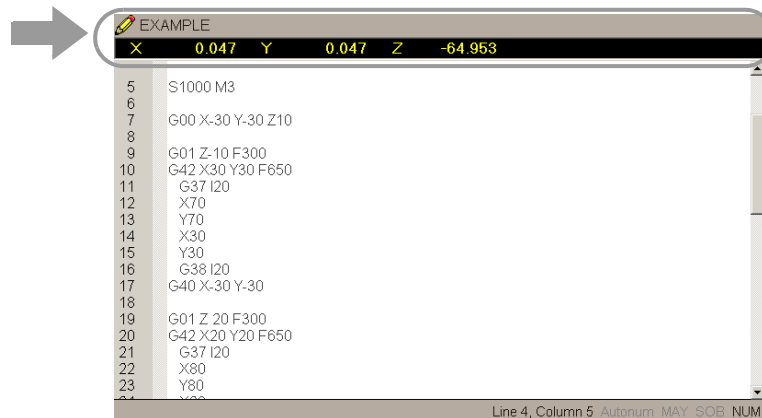 EXAMPLE
X 0.047 Y 0.047 Z -64.953
5 S1000 M3
6
7 G00 X-30 Y-30 Z10
8
9 G01 Z-10 F300
10 G42 X30 Y30 F650
11 G37 I20
12 X70
13 Y70
14 X30
15 Y30
16 G38 I20
17 G40 X-30 Y-30
18
19 G01 Z 20 F300
20 G42 X20 Y20 F650
21 G37 I20
22 X80
23 Y80
Line 4, Column 5 Autonum MAY SOB NUM